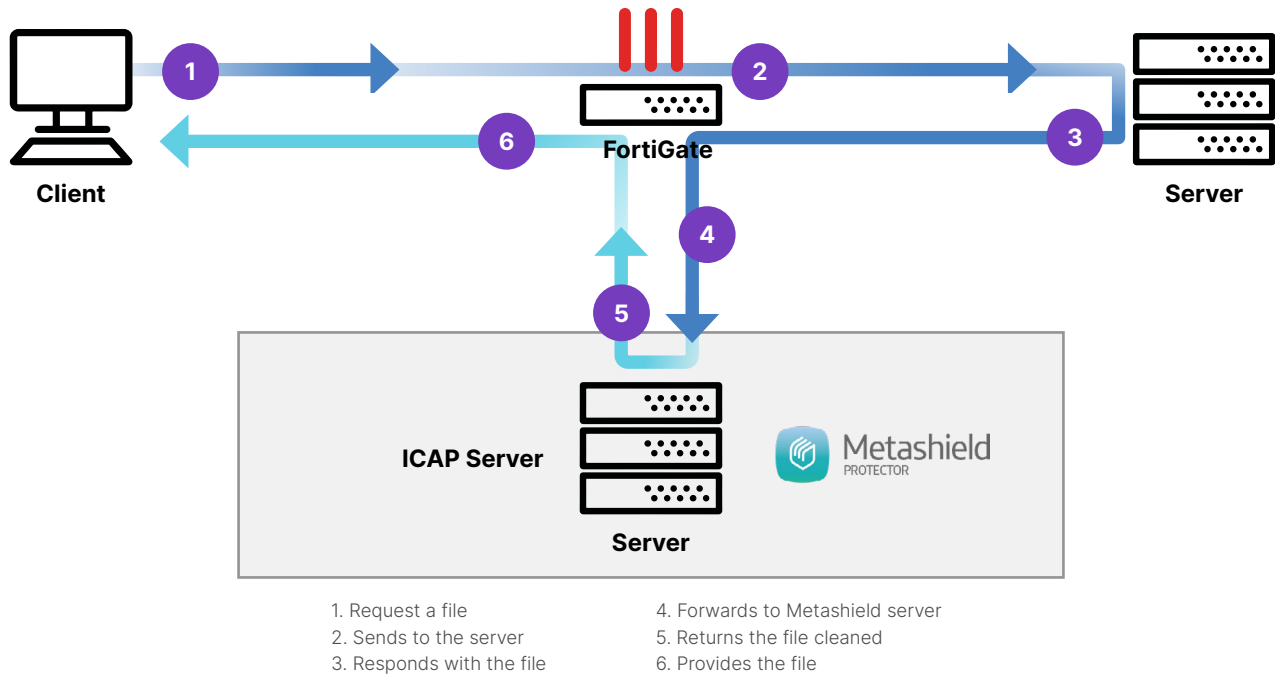 1
2
6
3
FortiGate
Client
Server
4
5
ICAP Server
Metashield
PROTECTOR
Server
1. Request a file
2. Sends to the server
3. Responds with the file
4. Forwards to Metashield server
5. Returns the file cleaned
6. Provides the file